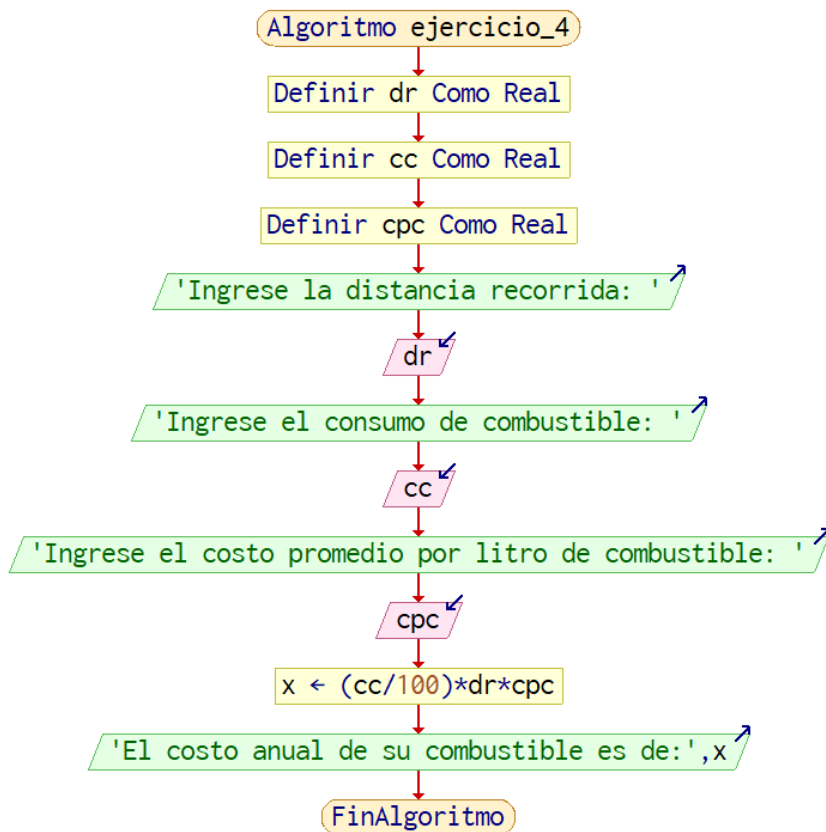 Algoritmo ejercicio_4
Definir dr Como Real
Definir cc Como Real
Definir cpc Como Real
'Ingrese la distancia recorrida: '
dr
'Ingrese el consumo de combustible: '
cc
'Ingrese el costo promedio por litro de combustible: '
cpc
x ← (cc/100)*dr*cpc
'El costo anual de su combustible es de:',x
FinAlgoritmo